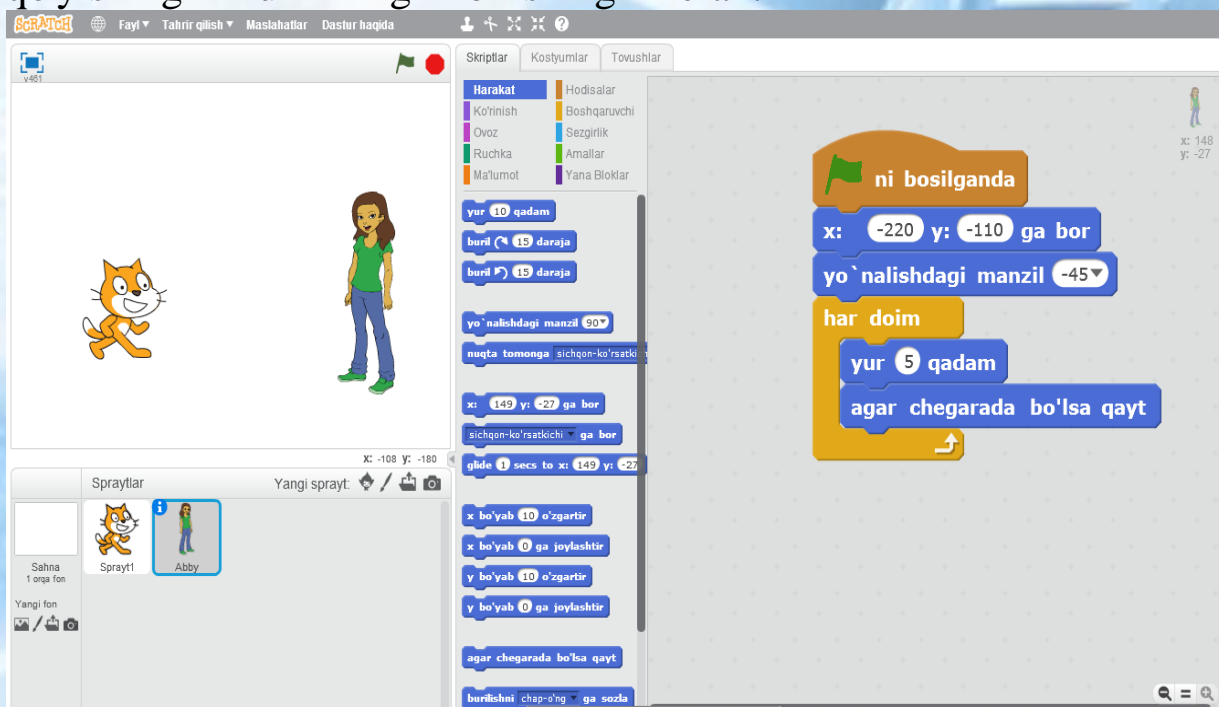 SCRATCH Fayl Tahrir qilish Maslahatlar Dastur haqida
v461
Skriptlar Kostyumlar Tovushlar
Harakat Hodisalar
Ko'rinish Boshqaruvchi
Ovoz Sezgirlik
Ruchka Amallar
Ma'lumot Yana Bloklar
yur 10 qadam
buril 15 daraja
buril 15 daraja
yo`nalishdagi manzil 90
nuqta tomonga
x: 149 y: -27 ga bor
sichqon-ko'rsatkichi ga bor
glide 1 secs to x: 149 y: -27
x bo'yab 10 o'zgartir
x bo'yab 0 ga joylashtir
y bo'yab 10 o'zgartir
y bo'yab 0 ga joylashtir
agar chegarada bo'lsa qayt
burilishni chap-o'ng ga sozla
ni bosilganda
x: -220 y: -110 ga bor
yo`nalishdagi manzil -45
har doim
yur 5 qadam
agar chegarada bo'lsa qayt
x: 148
y: -27
X: -108 Y: -180
Spraytlar Yangi sprayt:
Sahna
1 orqa fon
Yangi fon
Sprayt1
Abby